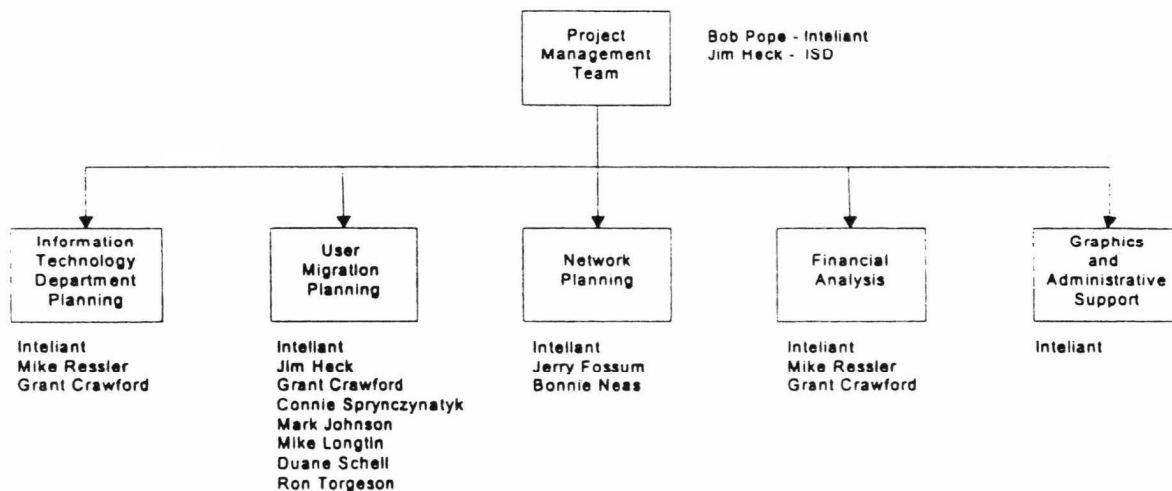 Project
Management
Team
Bob Pope - Inteliant
Jim Heck - ISD
Information
Technology
Department
Planning
Inteliant
Mike Ressler
Grant Crawford
User
Migration
Planning
Inteliant
Jim Heck
Grant Crawford
Connie Sprynczynatyk
Mark Johnson
Mike Longtin
Duane Schell
Ron Torgeson
Network
Planning
Inteliant
Jerry Fossum
Bonnie Neas
Financial
Analysis
Inteliant
Mike Ressler
Grant Crawford
Graphics
and
Administrative
Support
Inteliant